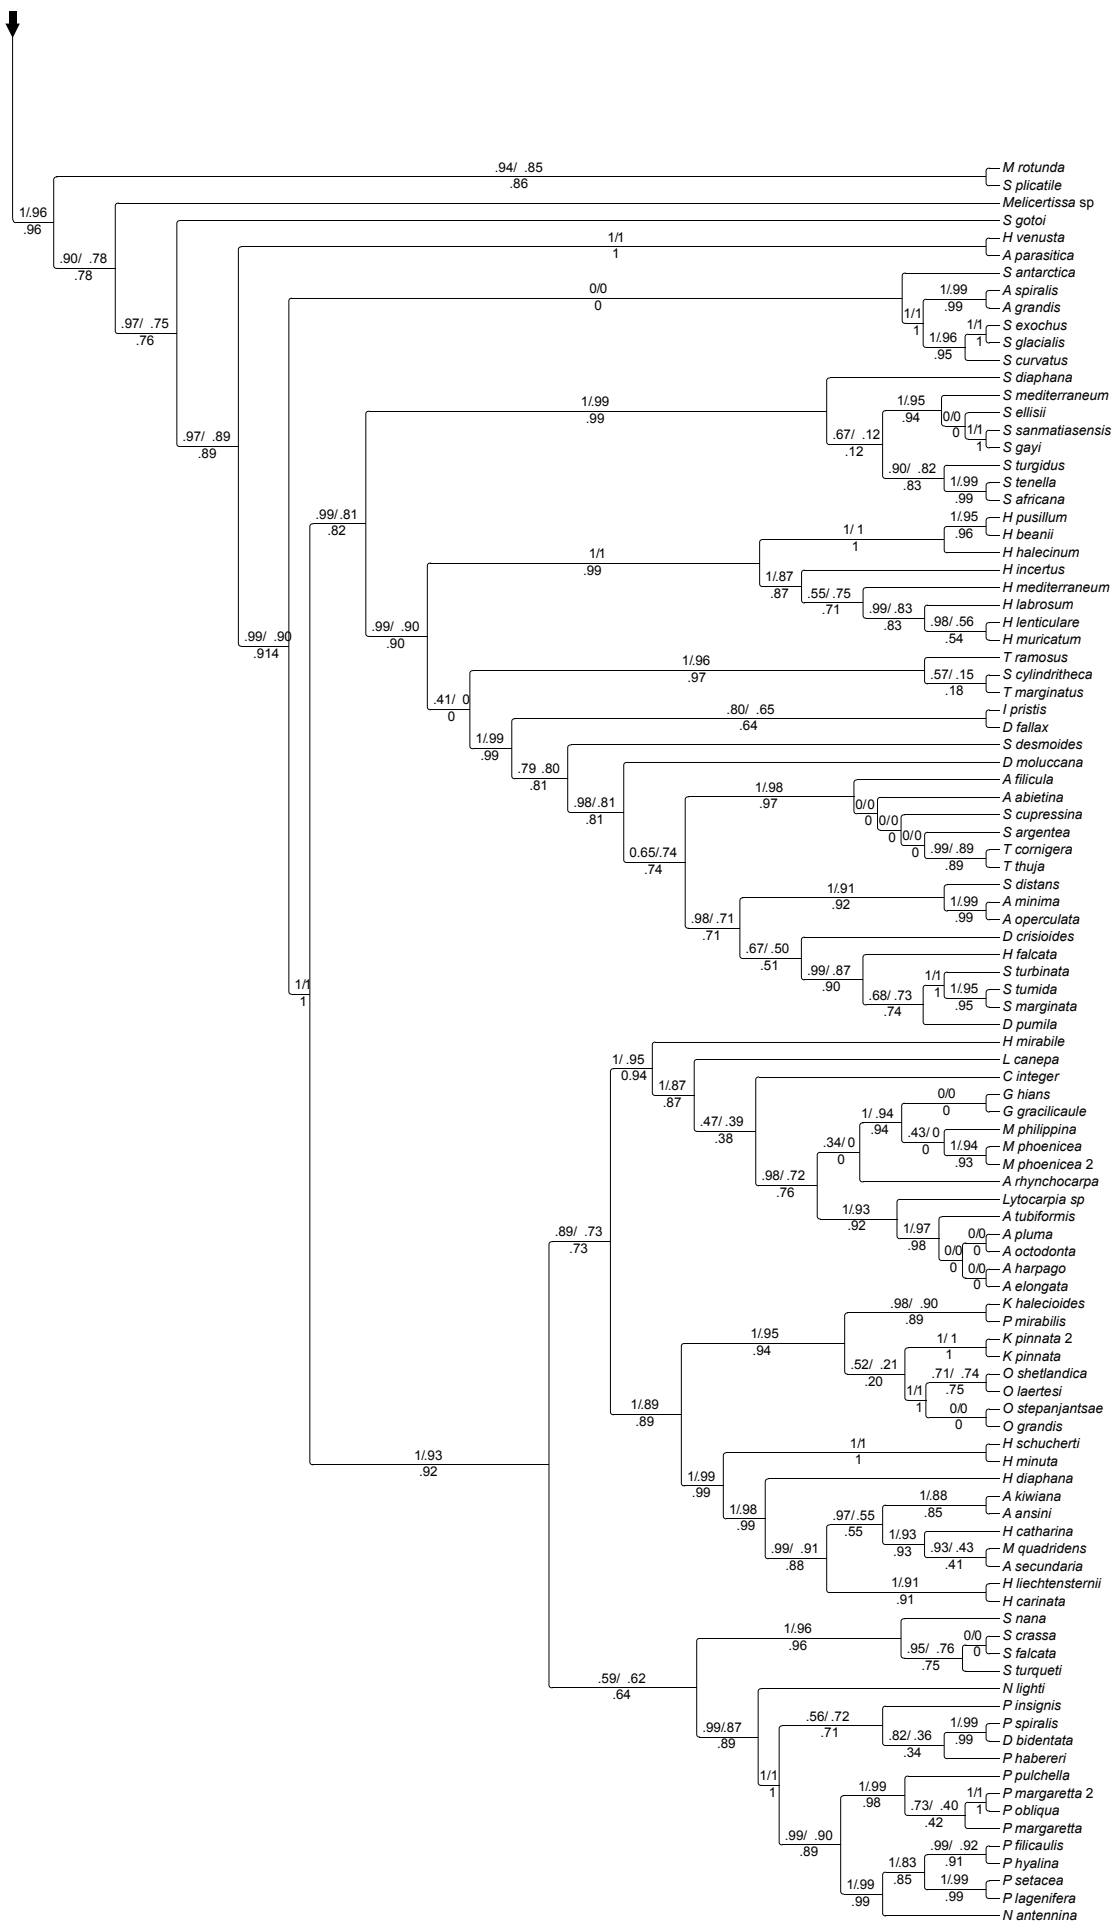 .94/ .85
M rotunda
.86
S plicatile
1/.96
Melicertissa sp
.96
S gotoi
.90/ .78
1/1
H venusta
.78
1
A parasitica
0/0
S antarctica
0
1/.99
A spiralis
.97/ .75
1/1
.99
A grandis
.76
1
1/1
S exochus
1/.96
1
S glacialis
.95
S curvatus
S diaphana
1/.99
1/.95
S mediterraneum
.99
.94
0/0
S ellisii
.97/ .89
.67/ .12
0
1/1
S sanmatiasensis
.89
.12
1
S gayi
.90/ .82
S turgidus
.83
1/.99
S tenella
.99
S africana
.99/.81
1/.95
H pusillum
.82
1/ 1
.96
H beanii
1
H halecinum
1/1
H incertus
.99
1/.87
H mediterraneum
.87
.55/ .75
.71
.99/ .83
H labrosum
.83
.98/ .56
H lenticulare
.99/ .90
.54
H muricatum
.90
.99/ .90
1/.96
T ramosus
.914
.97
.57/ .15
S cylindritheca
.18
T marginatus
.41/ 0
.80/ .65
I pristis
0
.64
D fallax
1/.99
S desmoides
.99
.79 .80
D moluccana
.81
1/.98
A filicula
.98/.81
.97
0/0
A abietina
.81
0
0/0
S cupressina
0
0/0
S argentea
0.65/.74
0
.99/ .89
T cornigera
.74
.89
T thuja
1/.91
S distans
.92
1/.99
A minima
.98/ .71
.99
A operculata
.71
.67/ .50
D crisioides
.51
.99/ .87
H falcata
.90
1/1
S turbinata
1/1
.68/ .73
1
1/.95
S tumida
1
.74
.95
S marginata
D pumila
H mirabile
1/ .95
L canepa
0.94
1/.87
C integer
.87
0/0
G hians
.47/ .39
1/ .94
0
G gracilicaule
.38
.94
.43/ 0
M philippina
.34/ 0
0
1/.94
M phoenicea
0
.93
M phoenicea 2
.98/ .72
A rhynchocarpa
.76
1/.93
Lytocarpia sp
.92
1/.97
A tubiformis
.89/ .73
.98
0/0
A pluma
.73
0/0
0
A octodonta
0
0/0
A harpago
0
A elongata
.98/ .90
K halecioides
.89
P mirabilis
1/.95
1/ 1
K pinnata 2
.94
1
K pinnata
.52/ .21
.71/ .74
O shetlandica
.20
1/1
.75
O laertesi
1/.89
1
0/0
O stepanjantsae
.89
0
O grandis
1/1
H schucherti
1/.93
1
H minuta
.92
1/.99
H diaphana
.99
1/.88
A kiwiana
1/.98
.97/.55
.85
A ansini
.99
.55
1/.93
H catharina
.99/ .91
.93
.93/ .43
M quadridens
.88
.41
A secundaria
1/.91
H liechtensternii
.91
H carinata
1/.96
S nana
.96
0/0
S crassa
.95/ .76
0
S falcata
.59/ .62
.75
S turqueti
.64
N lighti
.56/ .72
P insignis
.99/.87
.71
1/.99
P spiralis
.89
.82/ .36
.99
D bidentata
.34
P habereri
1/1
P pulchella
1
1/.99
1/1
P margaretta 2
.98
.73/ .40
1
P obliqua
.42
P margaretta
.99/ .90
.99/ .92
P filicaulis
.89
1/.83
.91
P hyalina
.85
1/.99
P setacea
1/.99
.99
P lagenifera
.99
N antennina